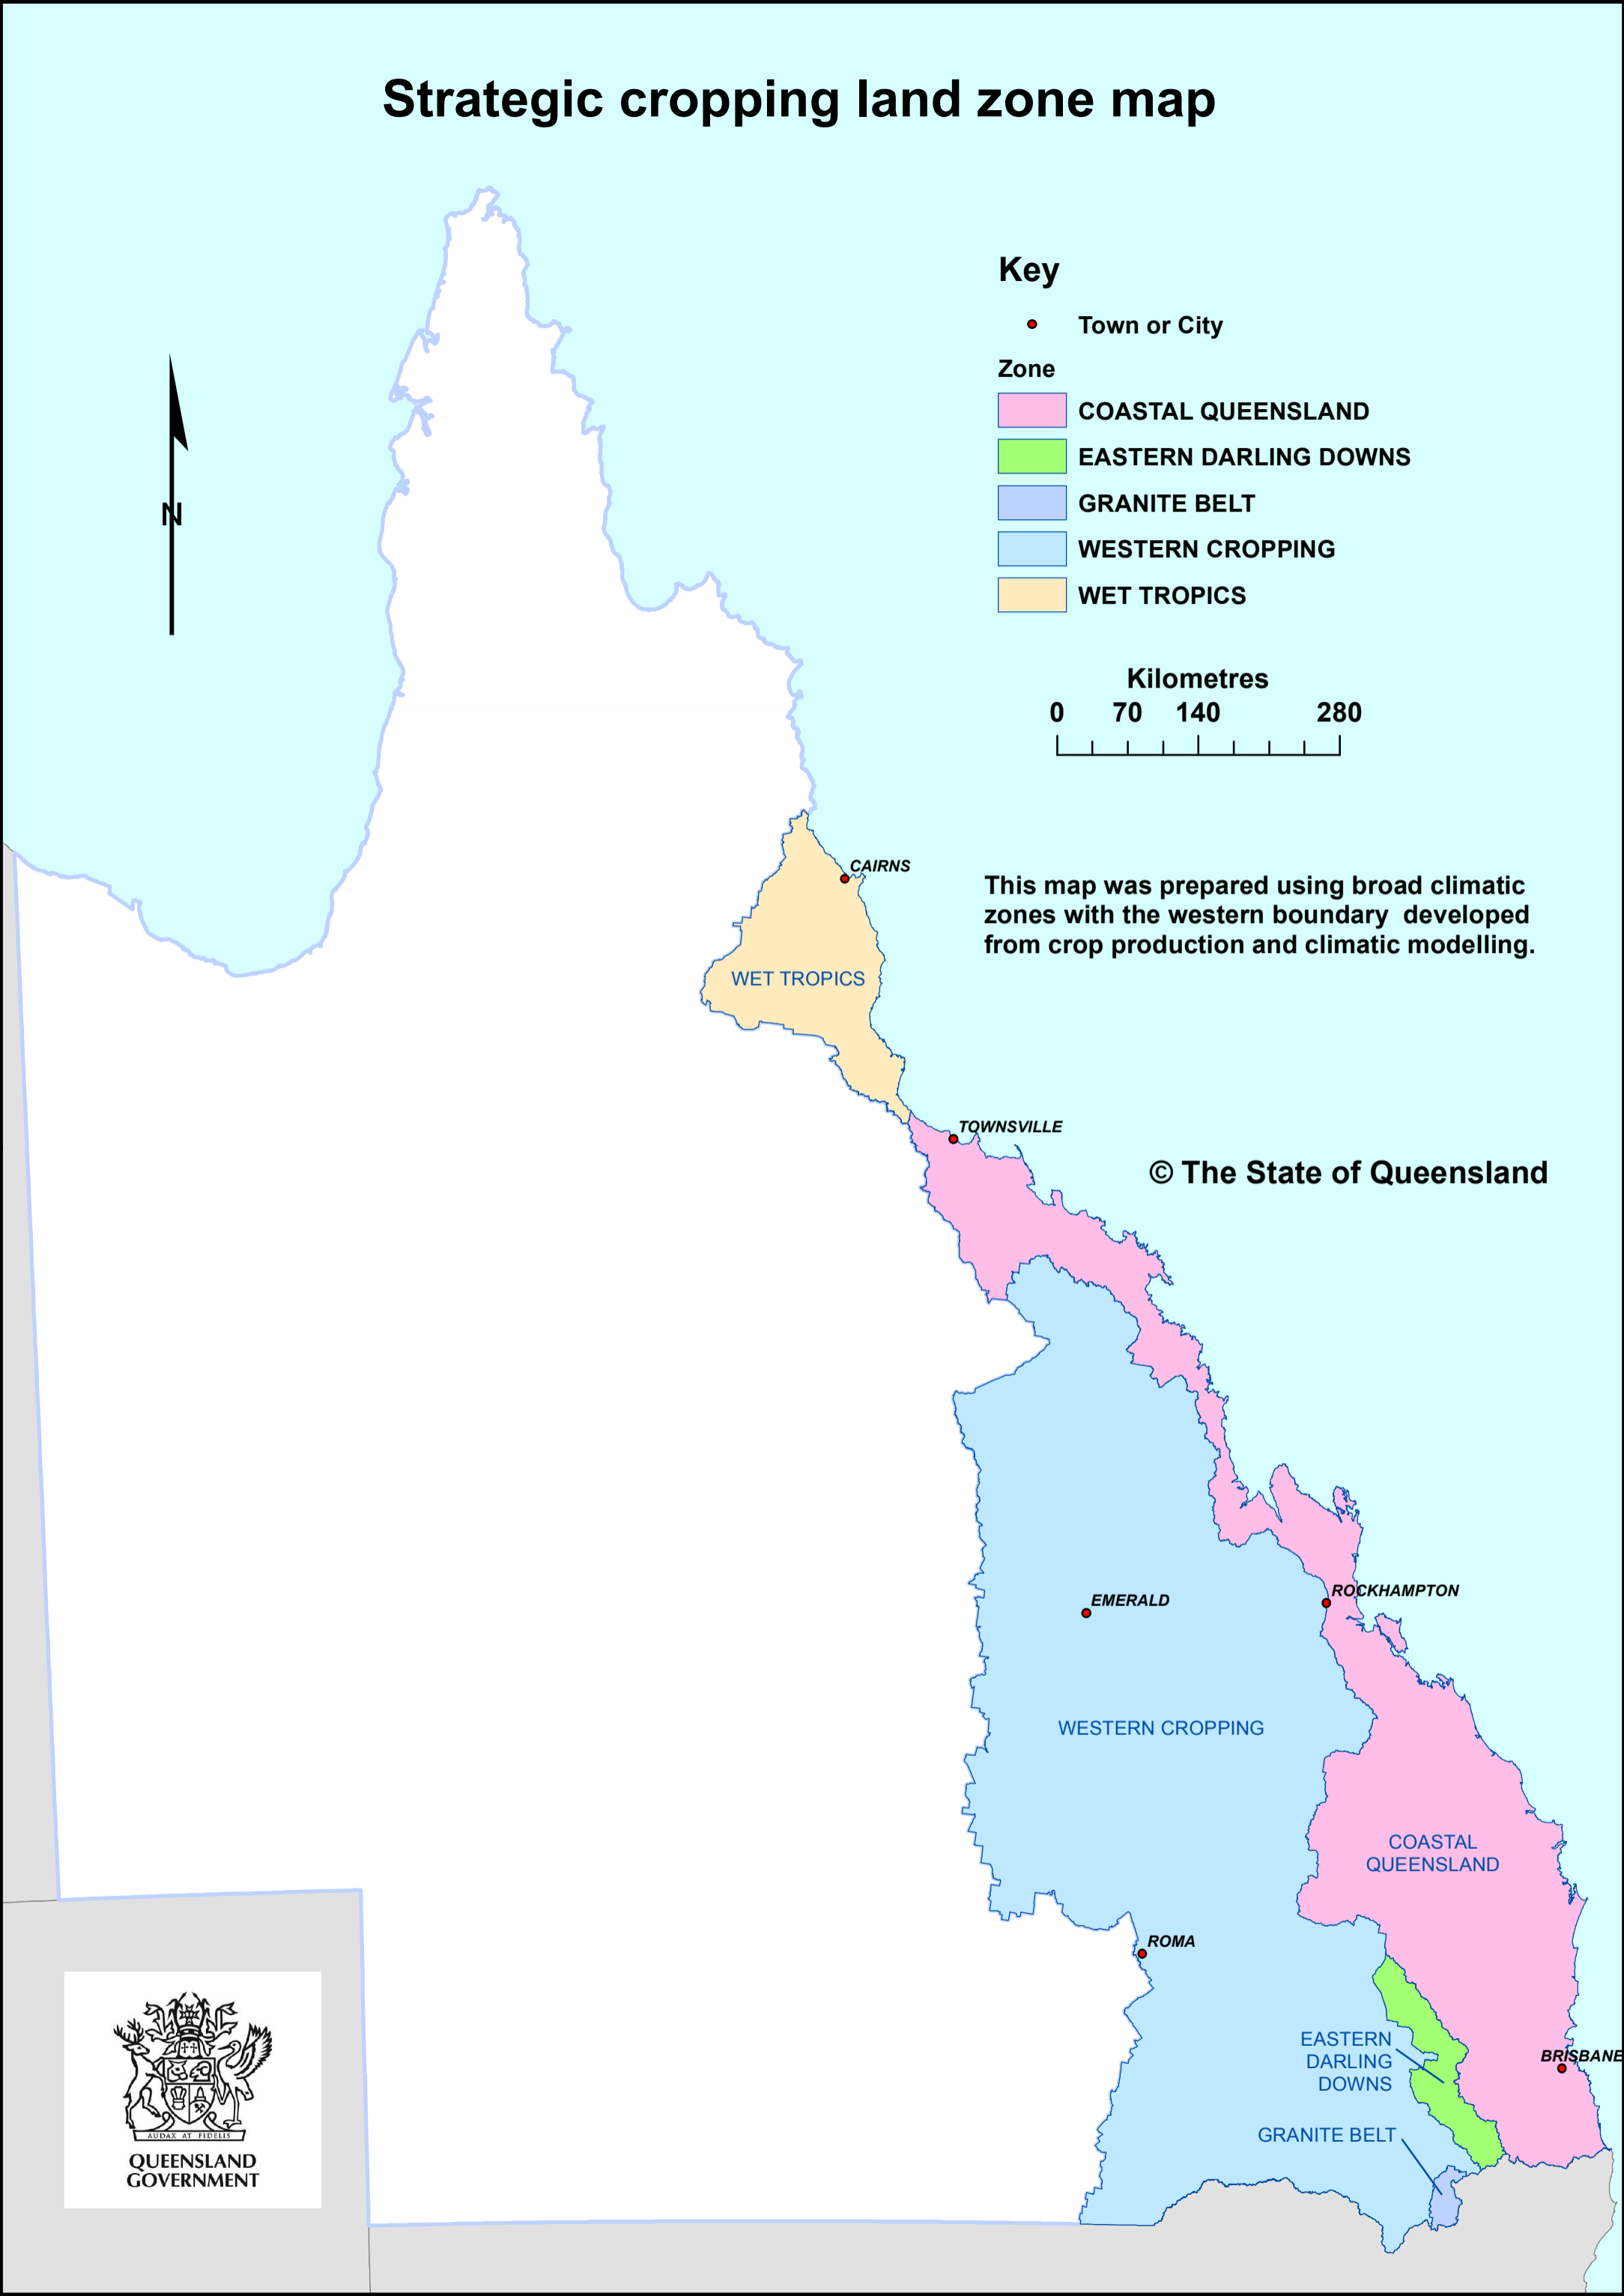 Strategic cropping land zone map
Key
Town or City
Zone
COASTAL QUEENSLAND
EASTERN DARLING DOWNS
GRANITE BELT
WESTERN CROPPING
WET TROPICS
N
Kilometres
0 70 140 280
CAIRNS
This map was prepared using broad climatic
zones with the western boundary developed
from crop production and climatic modelling.
WET TROPICS
TOWNSVILLE
© The State of Queensland
ROCKHAMPTON
EMERALD
WESTERN CROPPING
COASTAL
QUEENSLAND
ROMA
EASTERN
DARLING
DOWNS
BRISBANE
GRANITE BELT
AUDAX AT FIDELIS
QUEENSLAND
GOVERNMENT